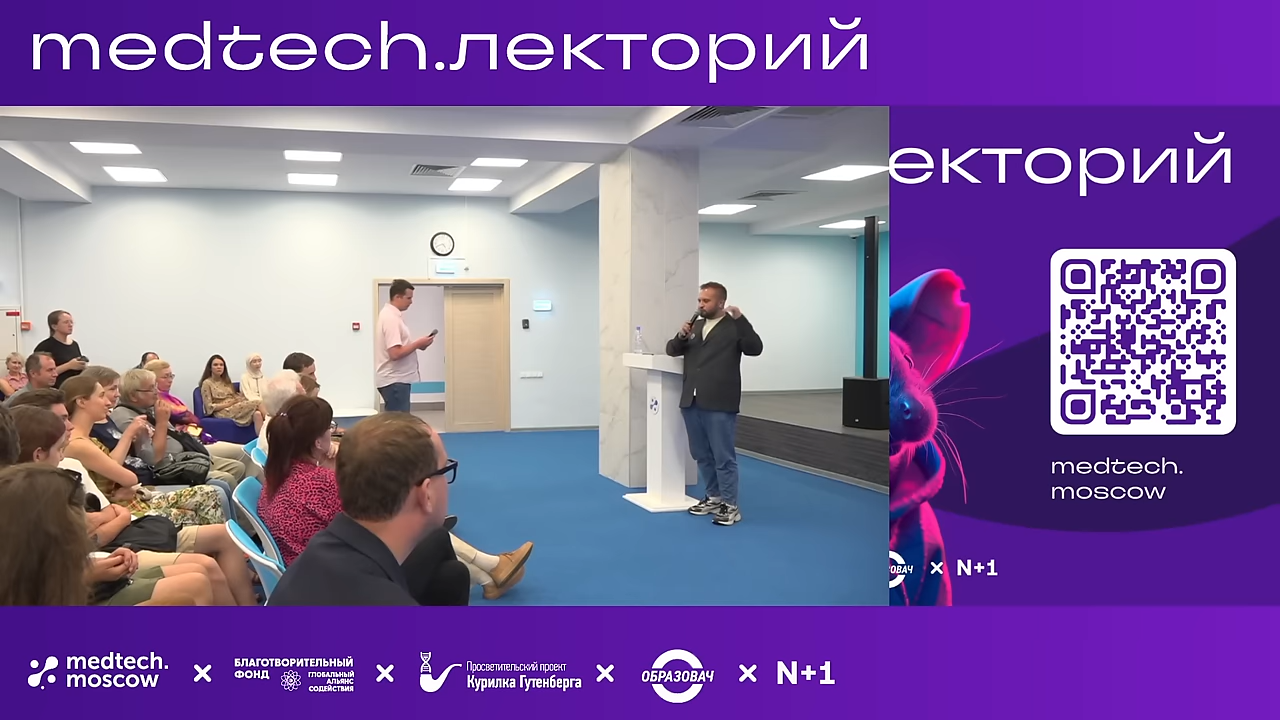 medtech.лекторий
екторий
medtech.
moscow
ЗОВАЧ × N+1
medtech.
moscow
×
БЛАГОТВОРИТЕЛЬНЫЙ
ФОНД
ГЛОБАЛЬНЫЙ
АЛЬЯНС
СОДЕЙСТВИЯ
×
Просветительский проект
Курилка Гутенберга
×
ОБРАЗОВАЧ
×
N+1